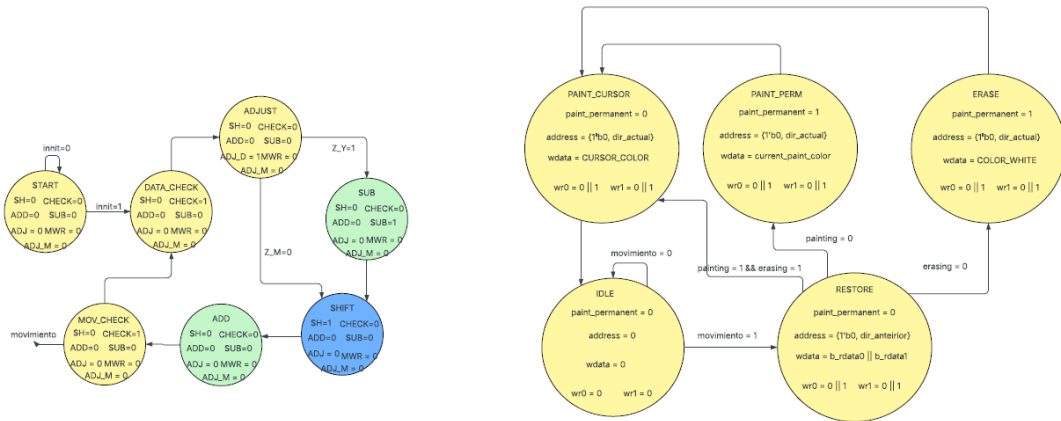 innit=0
START
SH=0 CHECK=0
ADD=0 SUB=0
ADJ = 0 MWR = 0
ADJ_M = 0
innit=1
DATA_CHECK
SH=0 CHECK=1
ADD=0 SUB=0
ADJ = 0 MWR = 0
ADJ_M = 0
ADJUST
SH=0 CHECK=0
ADD=0 SUB=0
ADJ_D = 1MWR = 0
ADJ_M = 0
Z_Y=1
Z_M=0
SUB
SH=0 CHECK=0
ADD=0 SUB=1
ADJ = 0 MWR = 0
ADJ_M = 0
SHIFT
SH=1 CHECK=0
ADD=0 SUB=0
ADJ = 0 MWR = 0
ADJ_M = 0
ADD
SH=0 CHECK=0
ADD=0 SUB=0
ADJ = 0 MWR = 0
ADJ_M = 0
MOV_CHECK
SH=0 CHECK=1
ADD=0 SUB=0
ADJ = 0 MWR = 0
ADJ_M = 0
movimiento
PAINT_CURSOR
paint_permanent = 0
address = {1'b0, dir_actual}
wdata = CURSOR_COLOR
wr0 = 0 || 1 wr1 = 0 || 1
PAINT_PERM
paint_permanent = 1
address = {1'b0, dir_actual}
wdata = current_paint_color
wr0 = 0 || 1 wr1 = 0 || 1
ERASE
paint_permanent = 1
address = {1'b0, dir_actual}
wdata = COLOR_WHITE
wr0 = 0 || 1 wr1 = 0 || 1
movimiento = 0
painting = 1 && erasing = 1
painting = 0
erasing = 0
IDLE
paint_permanent = 0
address = 0
wdata = 0
wr0 = 0 wr1 = 0
movimiento = 1
RESTORE
paint_permanent = 0
address = {1'b0, dir_anteirior}
wdata = b_rdata0 || b_rdata1
wr0 = 0 || 1 wr1 = 0 || 1